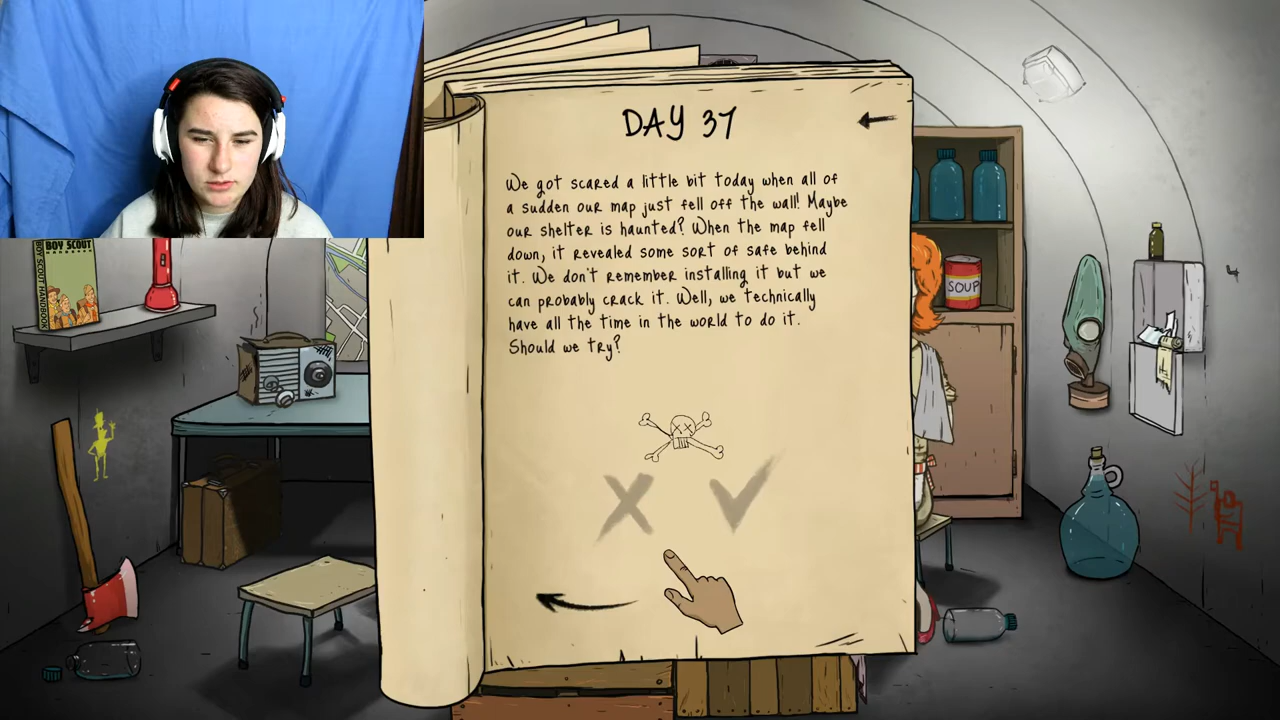 DAY 37
We got scared a little bit today when all of
a sudden our map just fell off the wall! Maybe
our shelter is haunted? When the map fell
down, it revealed some sort of safe behind
it. We don't remember installing it but we
can probably crack it. Well, we technically
have all the time in the world to do it.
Should we try?
BOY SCOUT
BOY SCOUT HANDBOOK
SOUP